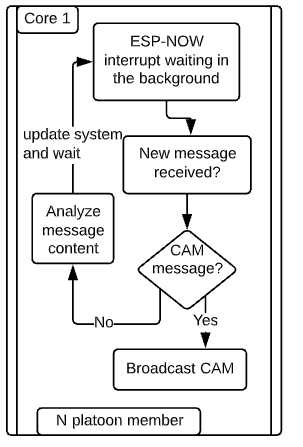 Core 1
ESP-NOW
interrupt waiting in
the background
update system
and wait
New message
received?
Analyze
message
content
CAM
message?
No
Yes
Broadcast CAM
N platoon member